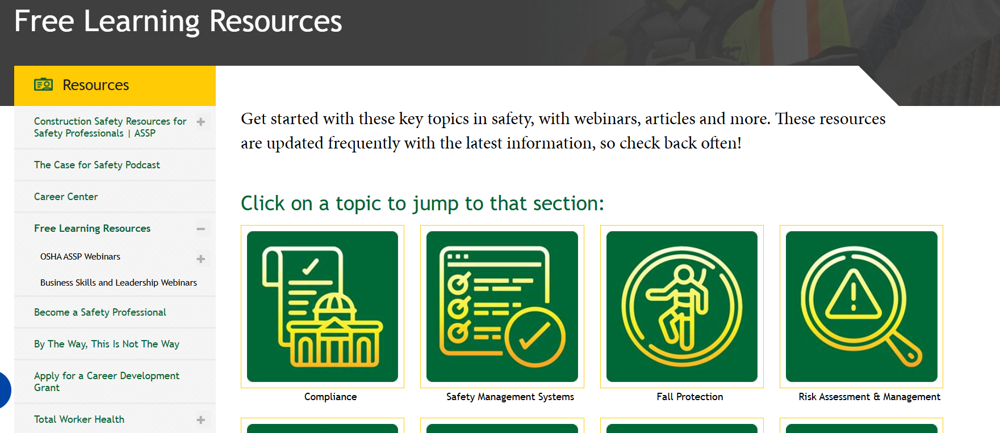 Free Learning Resources
Resources
Construction Safety Resources for
Safety Professionals | ASSP
The Case for Safety Podcast
Career Center
Free Learning Resources
OSHA ASSP Webinars
Business Skills and Leadership Webinars
Become a Safety Professional
By The Way, This Is Not The Way
Apply for a Career Development
Grant
Total Worker Health
Get started with these key topics in safety, with webinars, articles and more. These resources
are updated frequently with the latest information, so check back often!
Click on a topic to jump to that section:
Compliance
Safety Management Systems
Fall Protection
Risk Assessment & Management